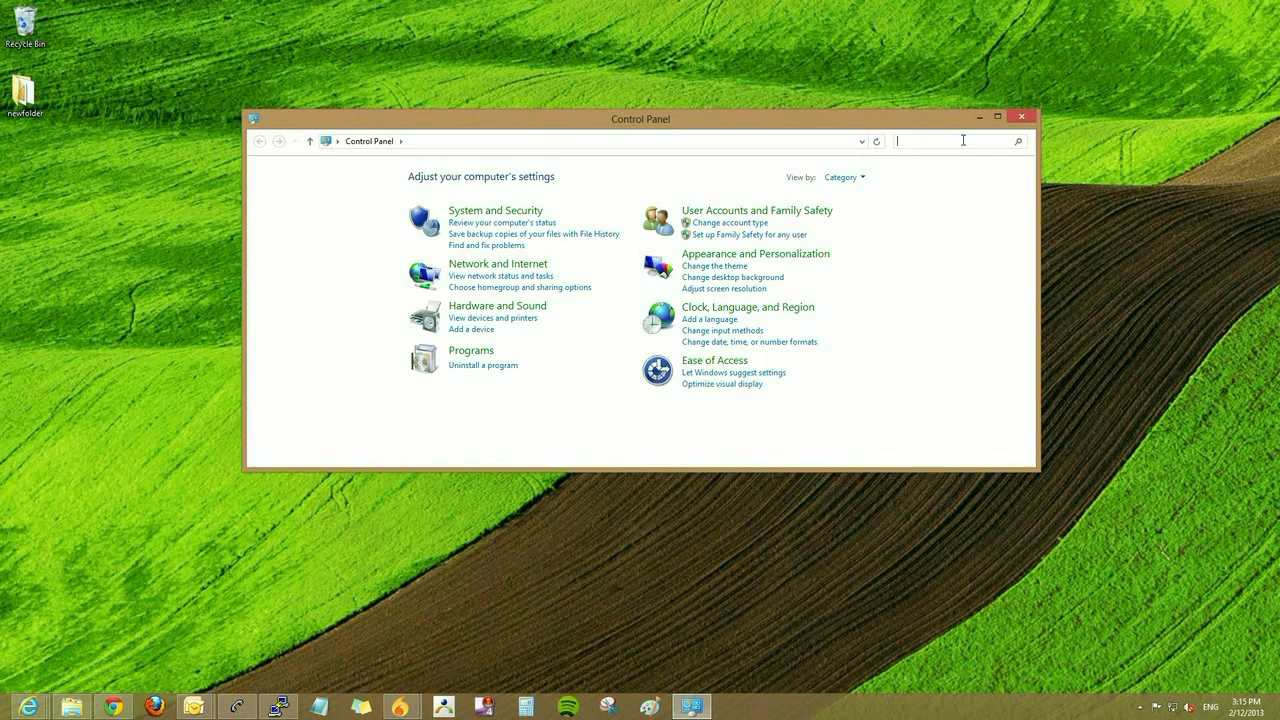 Recycle Bin
newfolder
Control Panel
Control Panel
Adjust your computer's settings
View by: Category
System and Security
Review your computer's status
Save backup copies of your files with File History
Find and fix problems
Network and Internet
View network status and tasks
Choose homegroup and sharing options
Hardware and Sound
View devices and printers
Add a device
Programs
Uninstall a program
User Accounts and Family Safety
Change account type
Set up Family Safety for any user
Appearance and Personalization
Change the theme
Change desktop background
Adjust screen resolution
Clock, Language, and Region
Add a language
Change input methods
Change date, time, or number formats
Ease of Access
Let Windows suggest settings
Optimize visual display
ENG
3:15 PM
2/12/2013